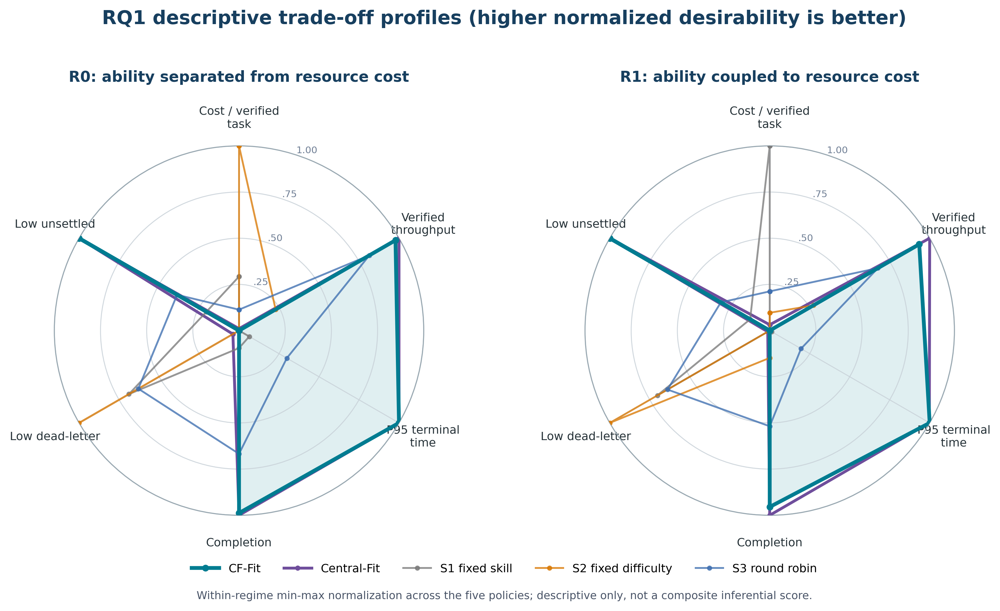 RQ1 descriptive trade-off profiles (higher normalized desirability is better)
R0: ability separated from resource cost
Cost / verified
task
1.00
.75
.50
.25
Verified
throughput
Low unsettled
P95 terminal
time
Low dead-letter
Completion
R1: ability coupled to resource cost
Cost / verified
task
1.00
.75
.50
.25
Verified
throughput
Low unsettled
P95 terminal
time
Low dead-letter
Completion
CF-Fit
Central-Fit
S1 fixed skill
S2 fixed difficulty
S3 round robin
Within-regime min-max normalization across the five policies; descriptive only, not a composite inferential score.